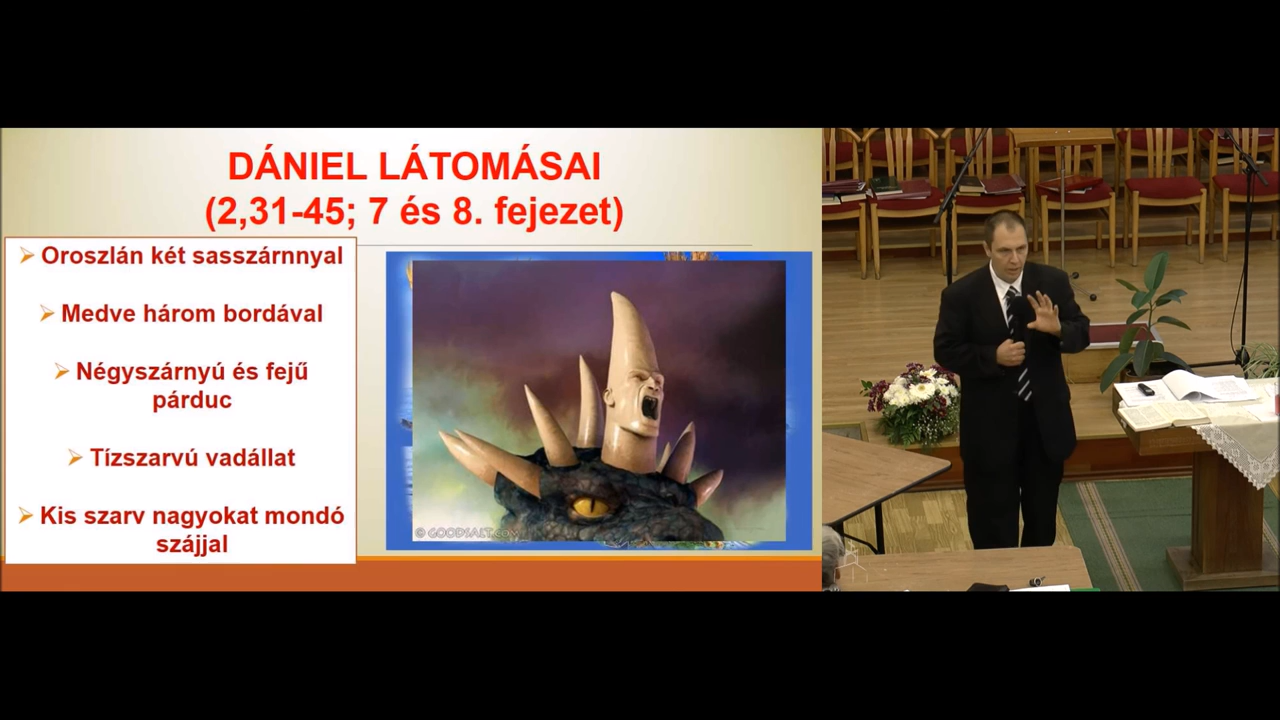 DÁNIEL LÁTOMÁSAI
(2,31-45; 7 és 8. fejezet)
Oroszlán két sasszárnnyal
Medve három bordával
Négyszárnyú és fejű
párduc
Tízszarvú vadállat
Kis szarv nagyokat mondó
szájjal
© GOODSALT.COM